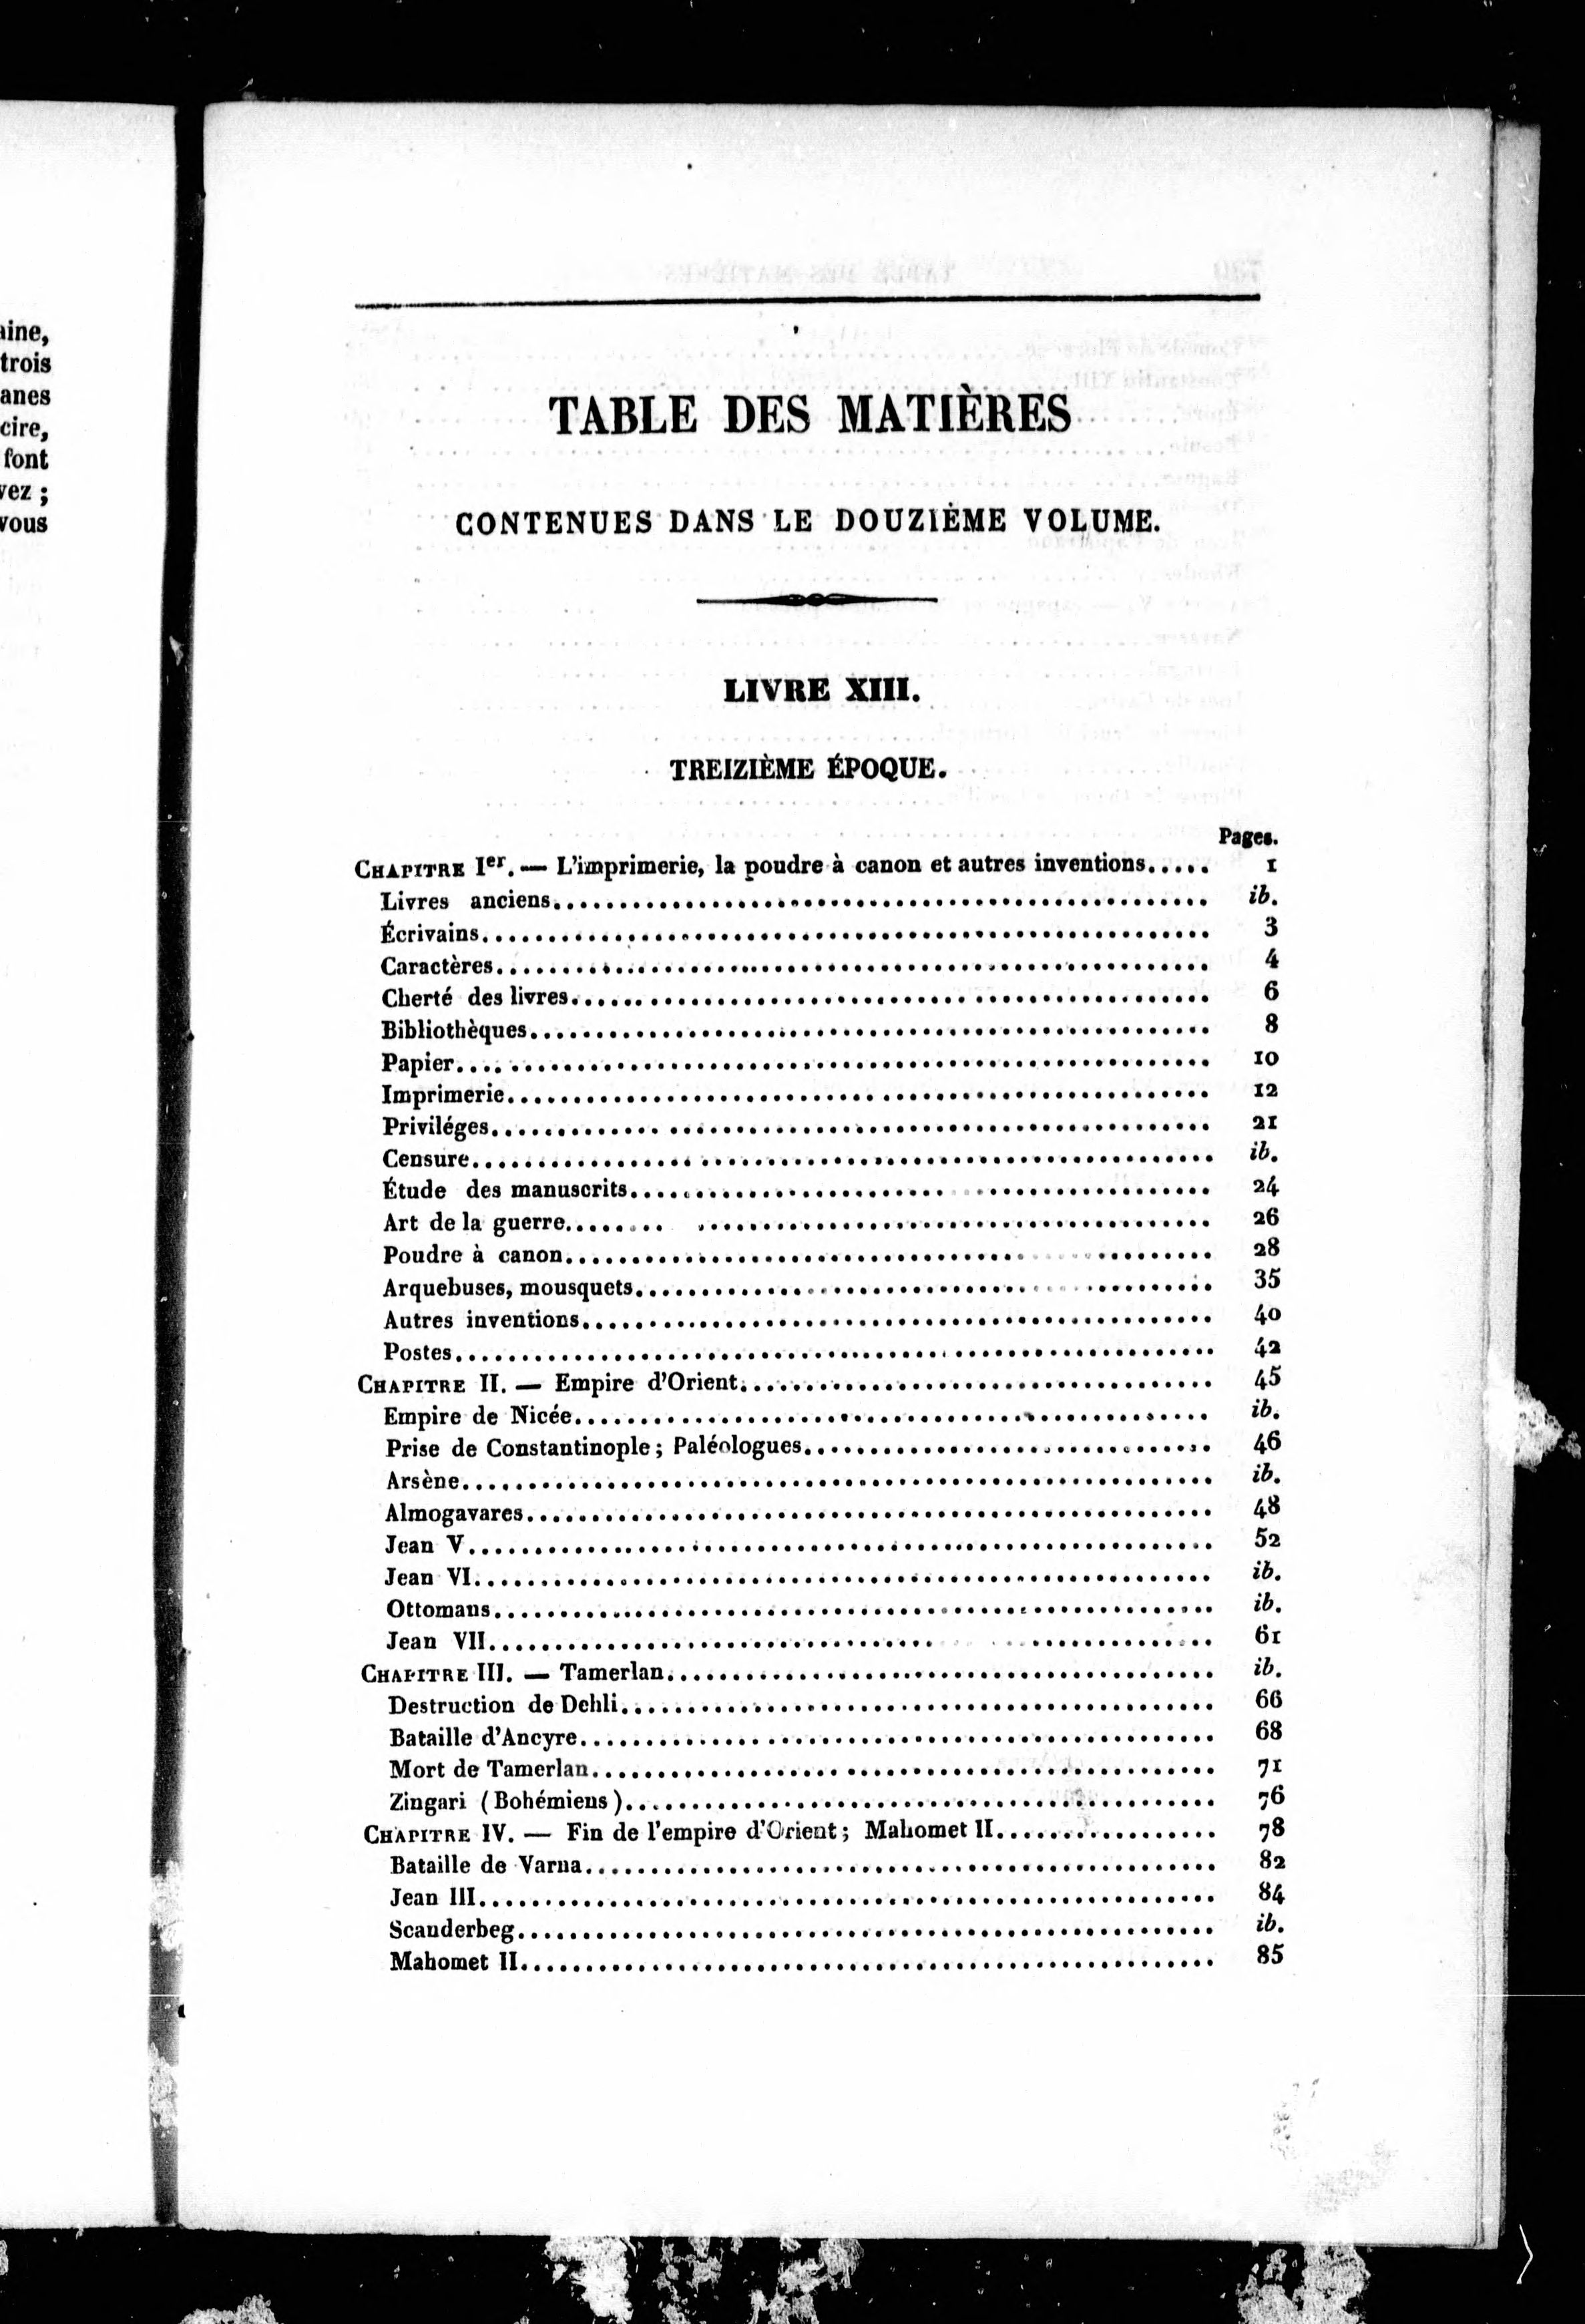 aine,
trois
anes
cire,
font
vez ;
vous
TABLE DES MATIÈRES
CONTENUES DANS LE DOUZIÈME VOLUME.
LIVRE XIII.
TREIZIÈME ÉPOQUE.
Pages.
CHAPITRE Ier. — L'imprimerie, la poudre à canon et autres inventions..... 1
Livres anciens..... ib.
Écrivains..... 3
Caractères..... 4
Cherté des livres..... 6
Bibliothèques..... 8
Papier..... 10
Imprimerie..... 12
Priviléges..... 21
Censure..... ib.
Étude des manuscrits..... 24
Art de la guerre..... 26
Poudre à canon..... 28
Arquebuses, mousquets..... 35
Autres inventions..... 40
Postes..... 42
CHAPITRE II. — Empire d'Orient..... 45
Empire de Nicée..... ib.
Prise de Constantinople ; Paléologues..... 46
Arsène..... ib.
Almogavares..... 48
Jean V..... 52
Jean VI..... ib.
Ottomans..... ib.
Jean VII..... 61
CHAPITRE III. — Tamerlan..... ib.
Destruction de Dehli..... 66
Bataille d'Ancyre..... 68
Mort de Tamerlan..... 71
Zingari (Bohémiens)..... 76
CHAPITRE IV. — Fin de l'empire d'Orient ; Mahomet II..... 78
Bataille de Varna..... 82
Jean III..... 84
Scanderbeg..... ib.
Mahomet II..... 85